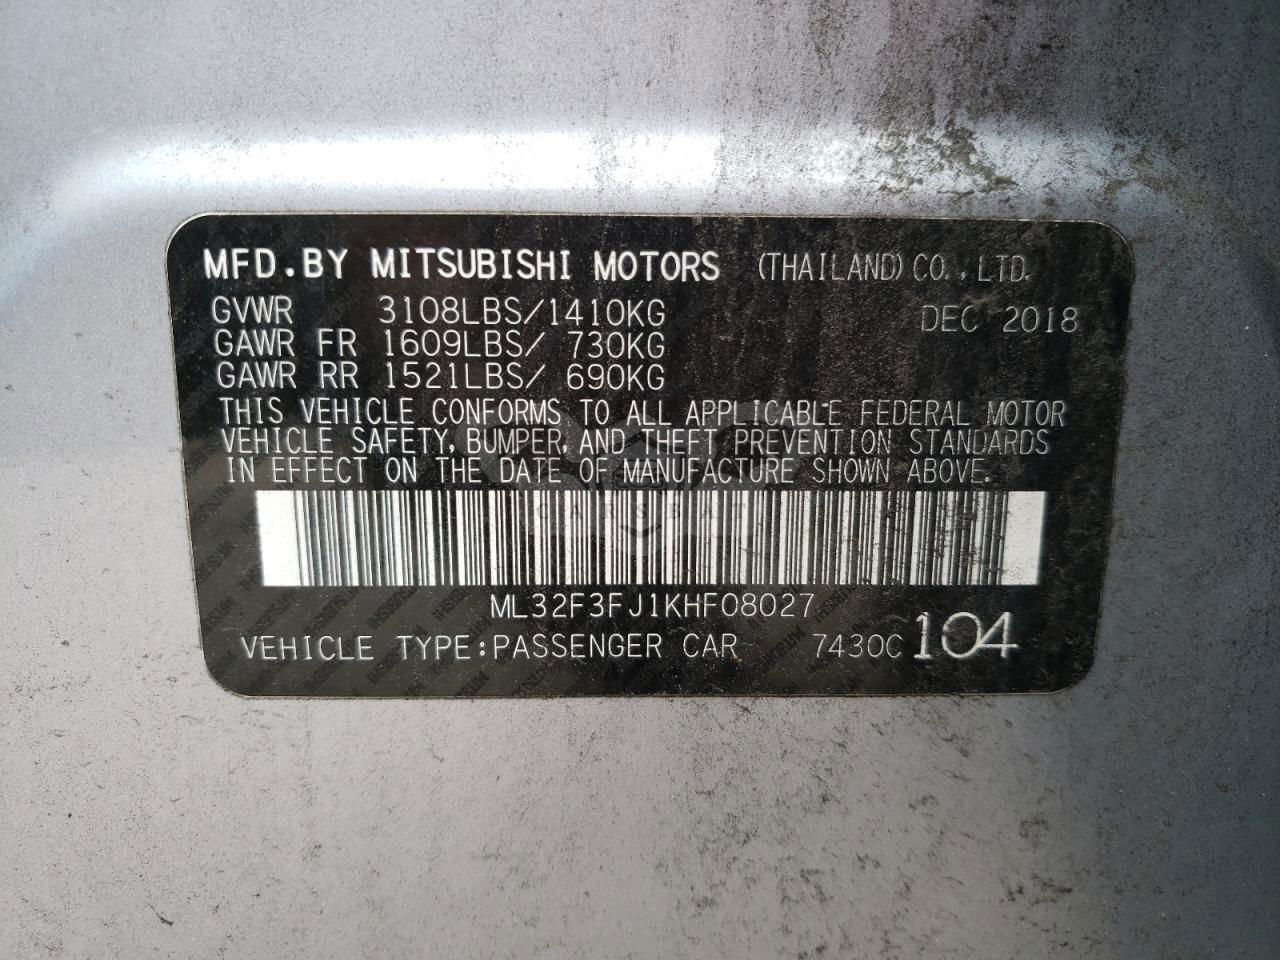 MFD.BY MITSUBISHI MOTORS (THAILAND) CO.,LTD.
GVWR 3108LBS/1410KG DEC 2018
GAWR FR 1609LBS/ 730KG
GAWR RR 1521LBS/ 690KG
THIS VEHICLE CONFORMS TO ALL APPLICABLE FEDERAL MOTOR
VEHICLE SAFETY, BUMPER, AND THEFT PREVENTION STANDARDS
IN EFFECT ON THE DATE OF MANUFACTURE SHOWN ABOVE.
ML32F3FJ1KHF08027
VEHICLE TYPE:PASSENGER CAR 7430C 104